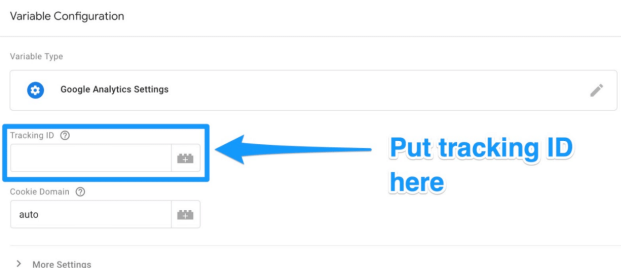 Variable Configuration
Variable Type
Google Analytics Settings
Tracking ID
Put tracking ID
here
Cookie Domain
auto
More Settings